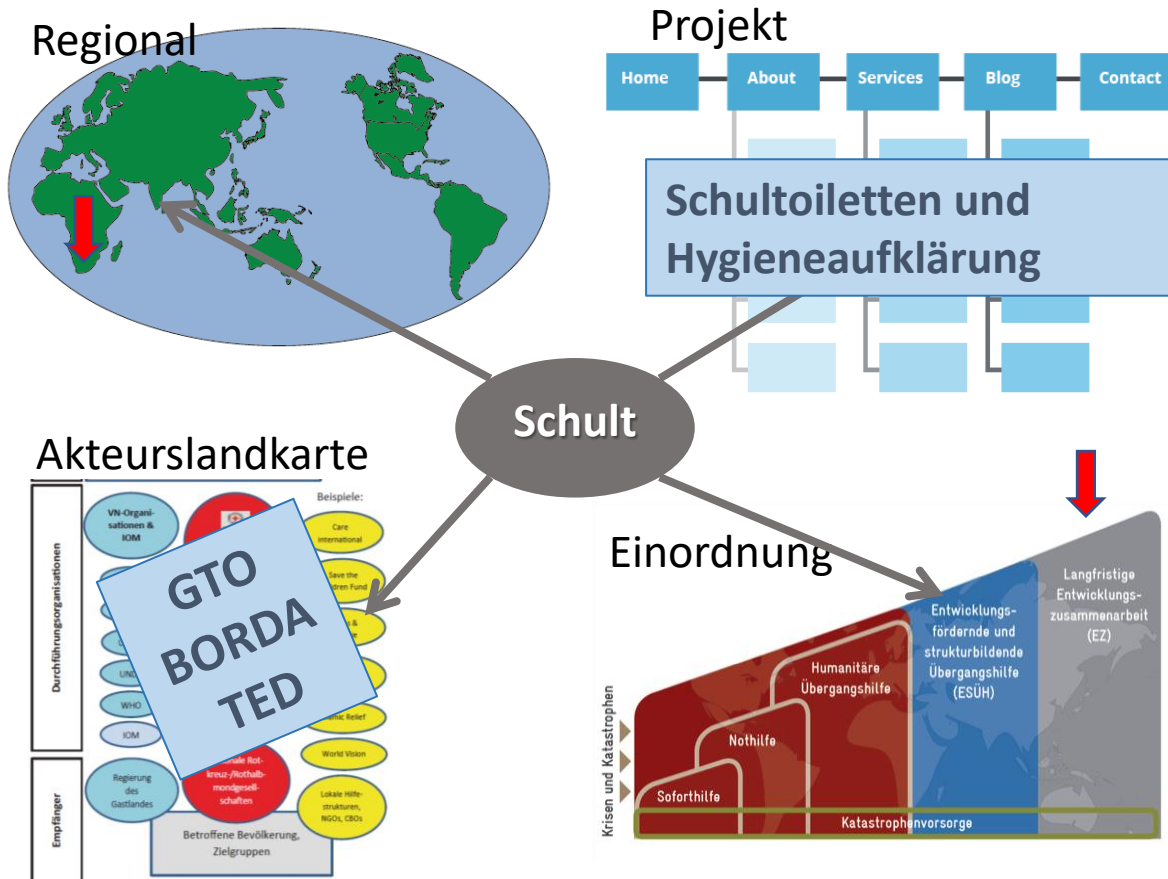 Regional
Projekt
Home
About
Services
Blog
Contact
Schultoiletten und
Hygieneaufklärung
Schult
Akteurslandkarte
Durchführungsorganisationen
Empfänger
VN-Organi-
sationen &
IOM
WHO
IOM
Regierung
des
Gastlandes
kreuz-/Rothalb-
mondgesell-
schaften
Betroffene Bevölkerung,
Zielgruppen
Beispiele:
Care
international
Save the
World Vision
Lokale Hilfe-
strukturen,
NGOs, CBOs
GTO
BORDA
TED
Einordnung
Krisen und Katastrophen
Soforthilfe
Nothilfe
Humanitäre
Übergangshilfe
Entwicklungs-
fördernde und
strukturbildende
Übergangshilfe
(ESÜH)
Langfristige
Entwicklungs-
zusammenarbeit
(EZ)
Katastrophenvorsorge